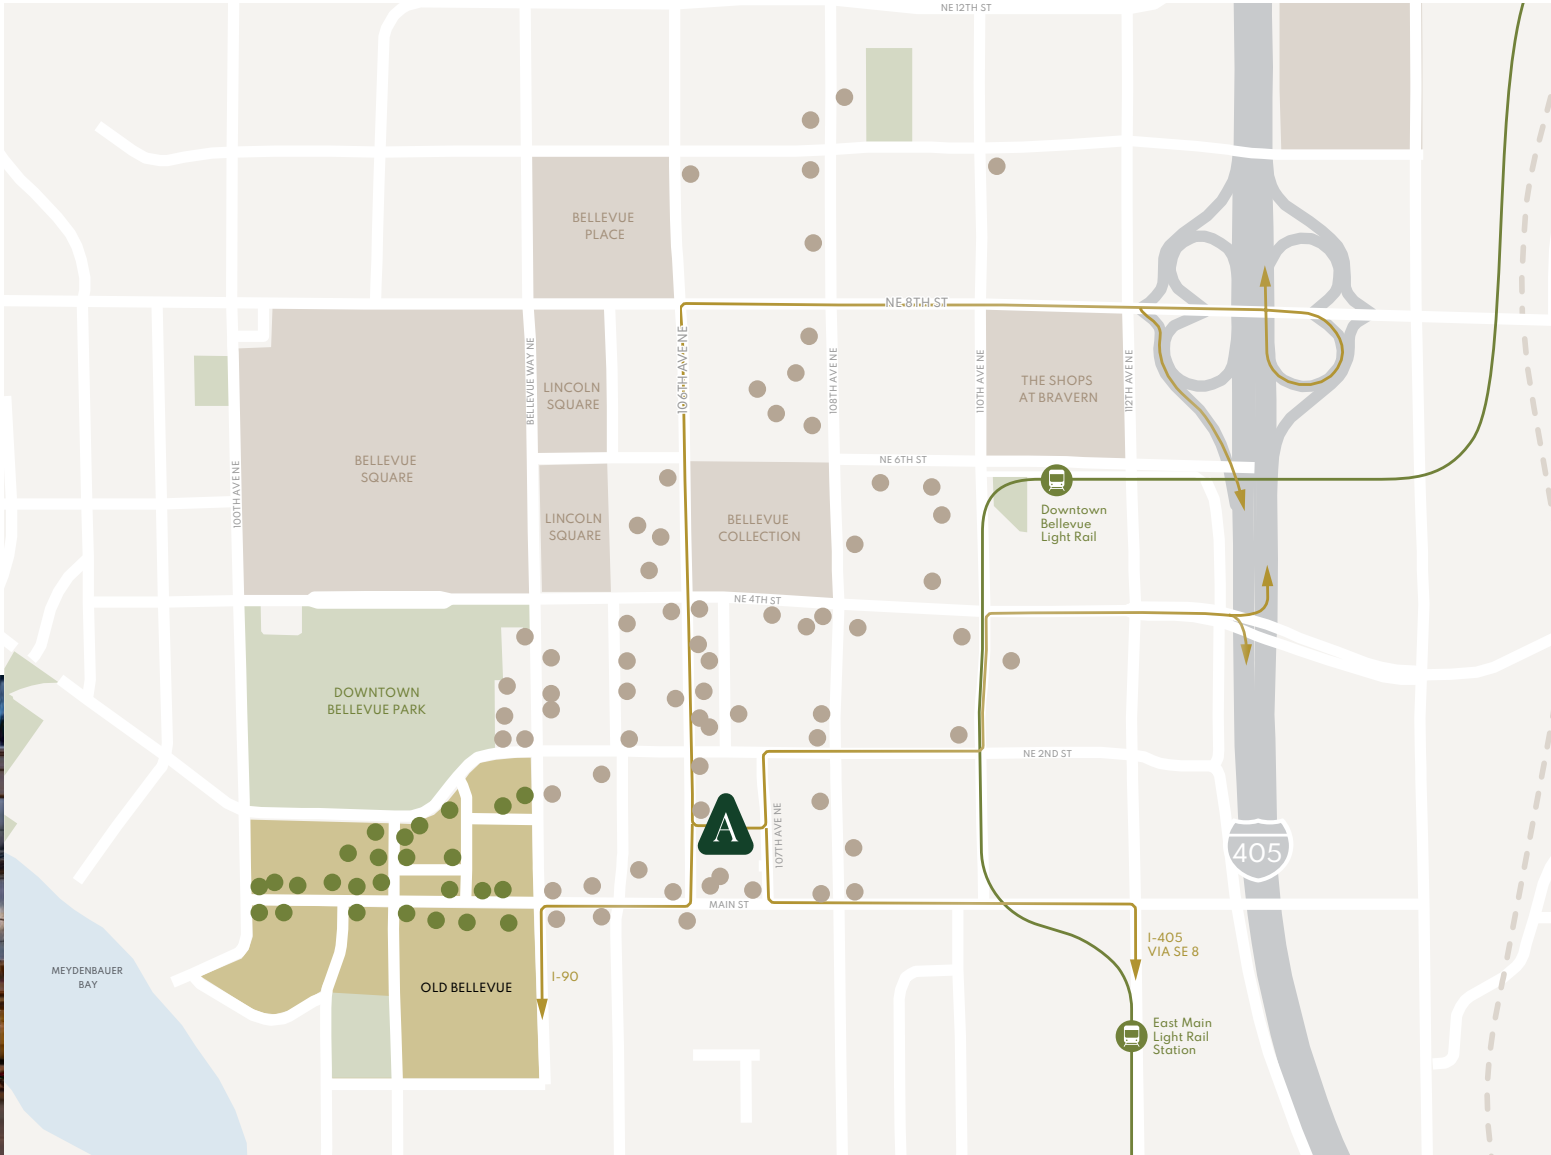 NE 12TH ST
BELLEVUE
PLACE
NE 8TH ST
BELLEVUE WAY NE
106TH AVE NE
108TH AVE NE
110TH AVE NE
112TH AVE NE
LINCOLN
SQUARE
THE SHOPS
AT BRAVERN
100TH AVE NE
BELLEVUE
SQUARE
NE 6TH ST
LINCOLN
SQUARE
BELLEVUE
COLLECTION
Downtown
Bellevue
Light Rail
NE 4TH ST
DOWNTOWN
BELLEVUE PARK
NE 2ND ST
A
107TH AVE NE
405
MAIN ST
I-405
VIA SE 8
MEYDENBAUER
BAY
OLD BELLEVUE
I-90
East Main
Light Rail
Station